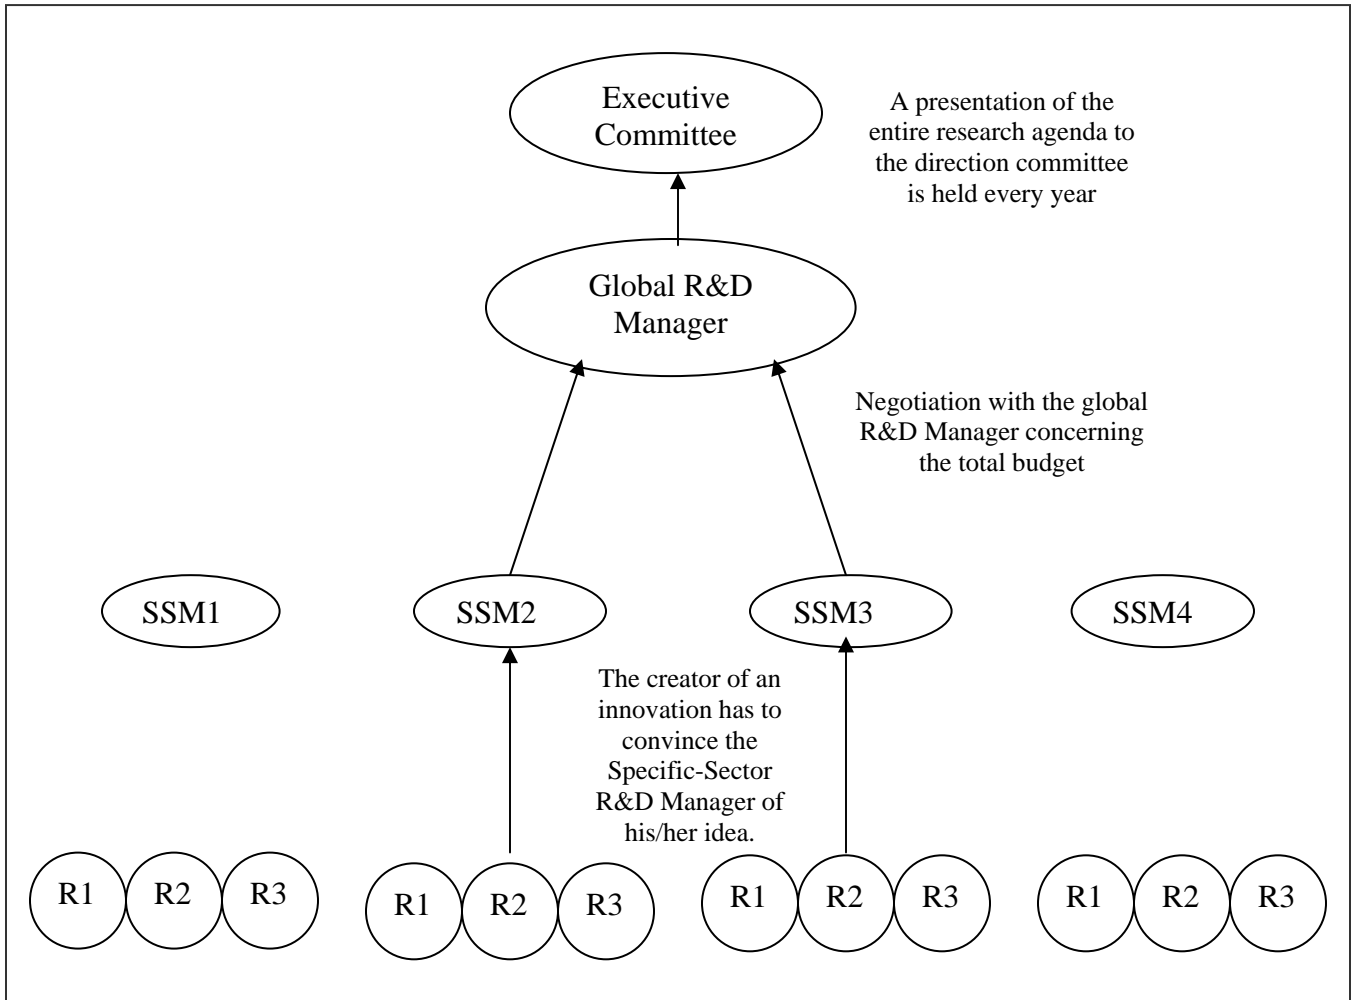 Executive
Committee
A presentation of the
entire research agenda to
the direction committee
is held every year
Global R&D
Manager
Negotiation with the global
R&D Manager concerning
the total budget
SSM1
SSM2
SSM3
SSM4
The creator of an
innovation has to
convince the
Specific-Sector
R&D Manager of
his/her idea.
R1 R2 R3
R1 R2 R3
R1 R2 R3
R1 R2 R3